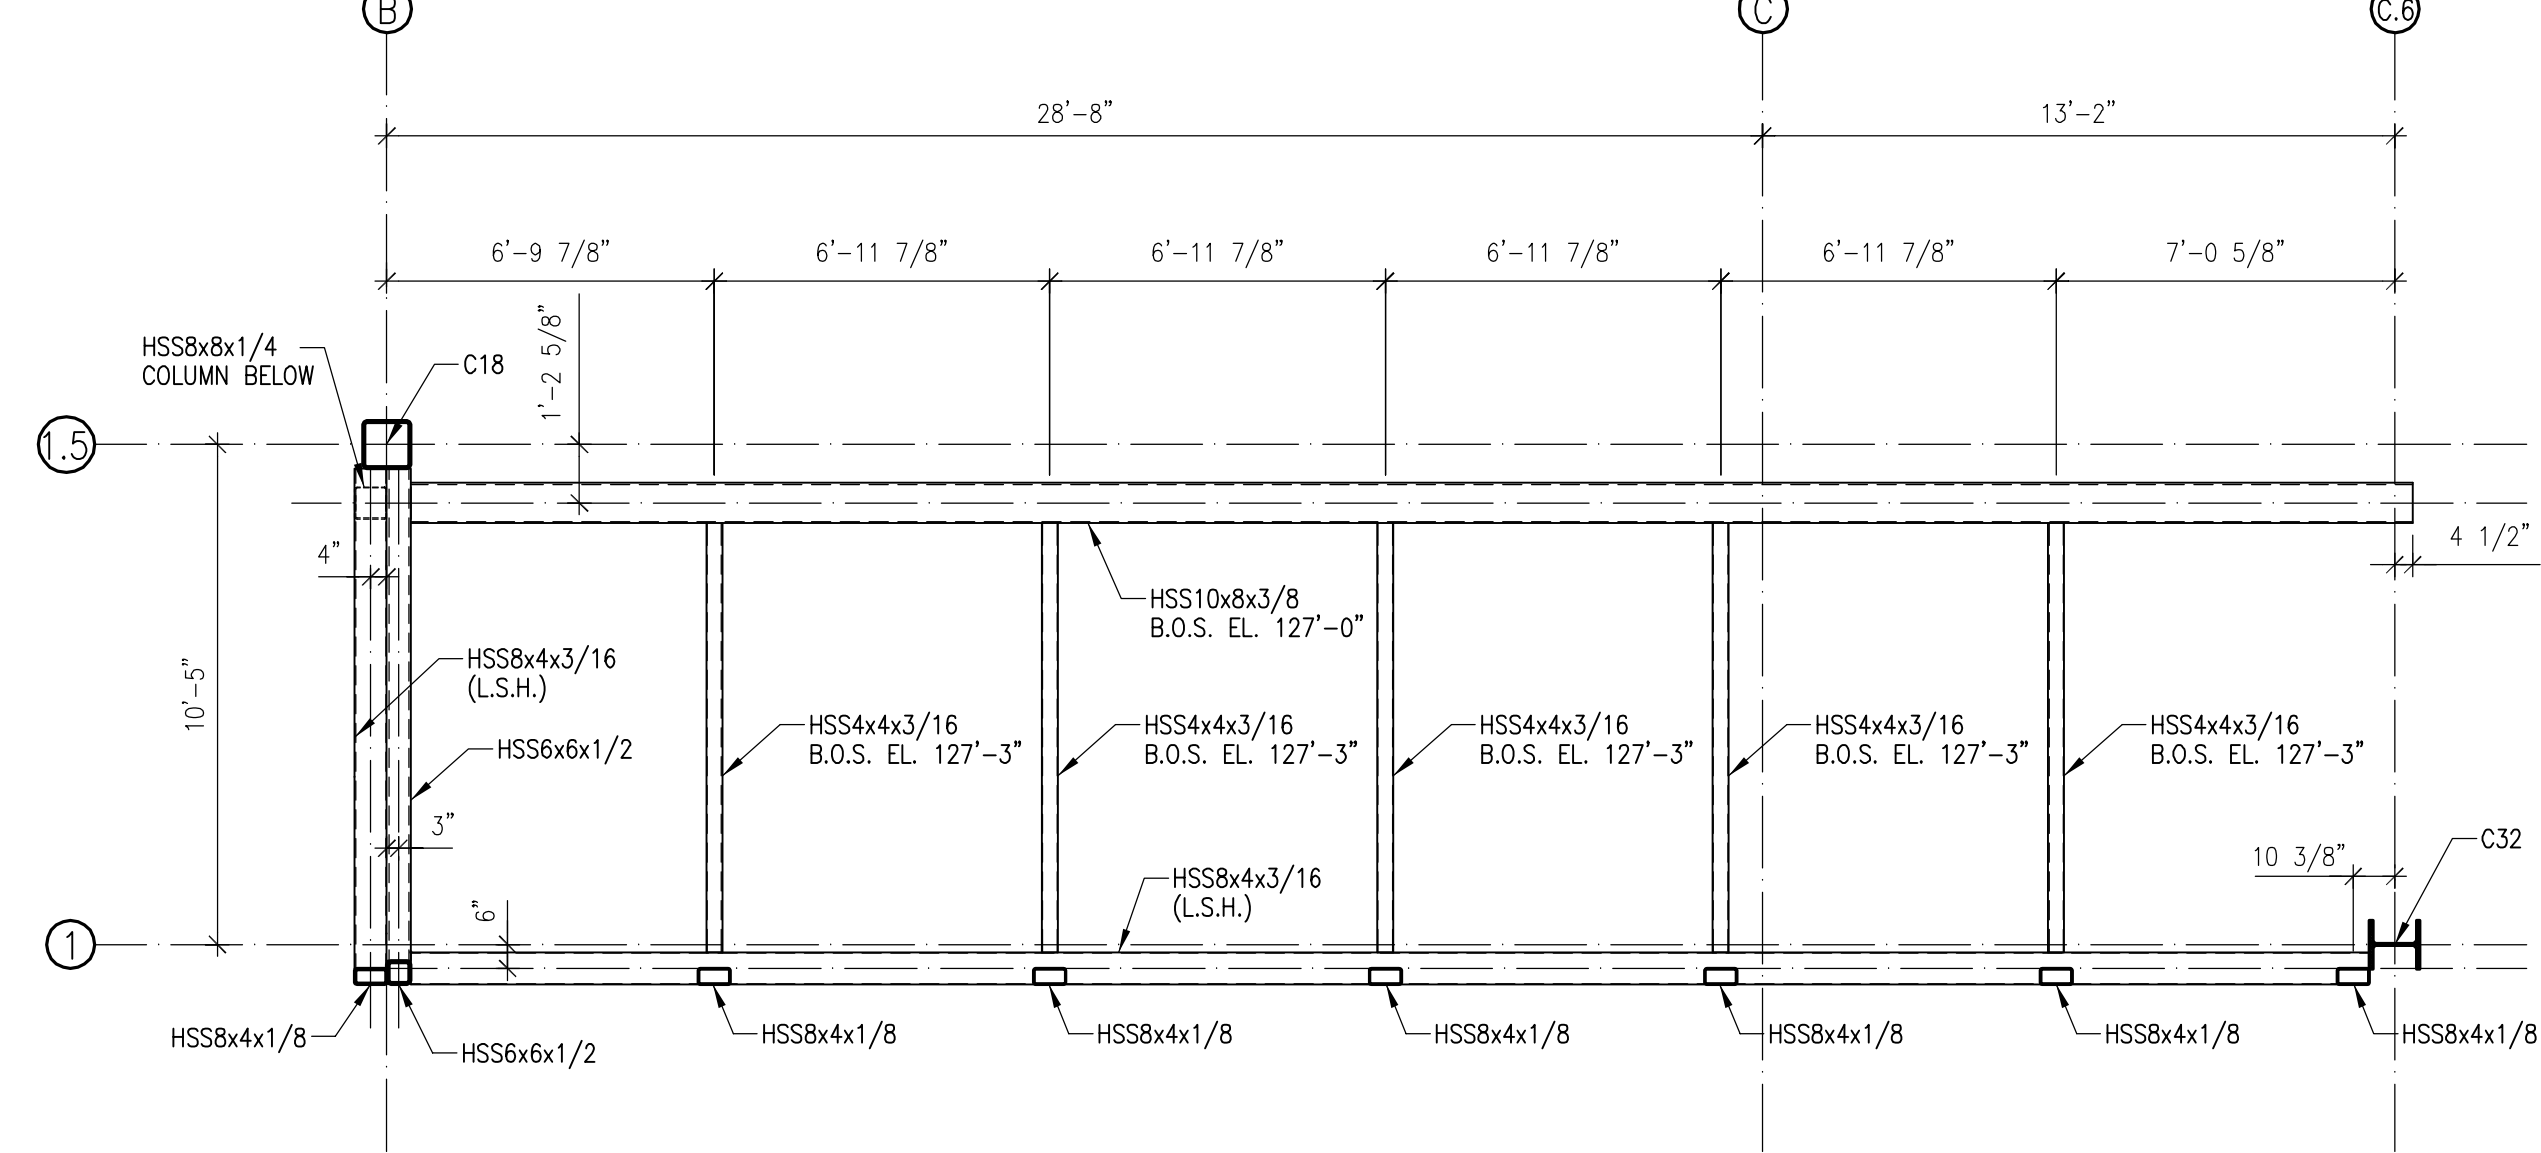 B
C
C.6
28'-8"
13'-2"
6'-9 7/8"
6'-11 7/8"
6'-11 7/8"
6'-11 7/8"
6'-11 7/8"
7'-0 5/8"
1'-2 5/8"
HSS8x8x1/4
COLUMN BELOW
C18
1.5
4"
4 1/2"
HSS10x8x3/8
B.O.S. EL. 127'-0"
10'-5"
HSS8x4x3/16
(L.S.H.)
HSS6x6x1/2
HSS4x4x3/16
B.O.S. EL. 127'-3"
HSS4x4x3/16
B.O.S. EL. 127'-3"
HSS4x4x3/16
B.O.S. EL. 127'-3"
HSS4x4x3/16
B.O.S. EL. 127'-3"
HSS4x4x3/16
B.O.S. EL. 127'-3"
3"
C32
10 3/8"
HSS8x4x3/16
(L.S.H.)
6"
1
HSS8x4x1/8
HSS6x6x1/2
HSS8x4x1/8
HSS8x4x1/8
HSS8x4x1/8
HSS8x4x1/8
HSS8x4x1/8
HSS8x4x1/8